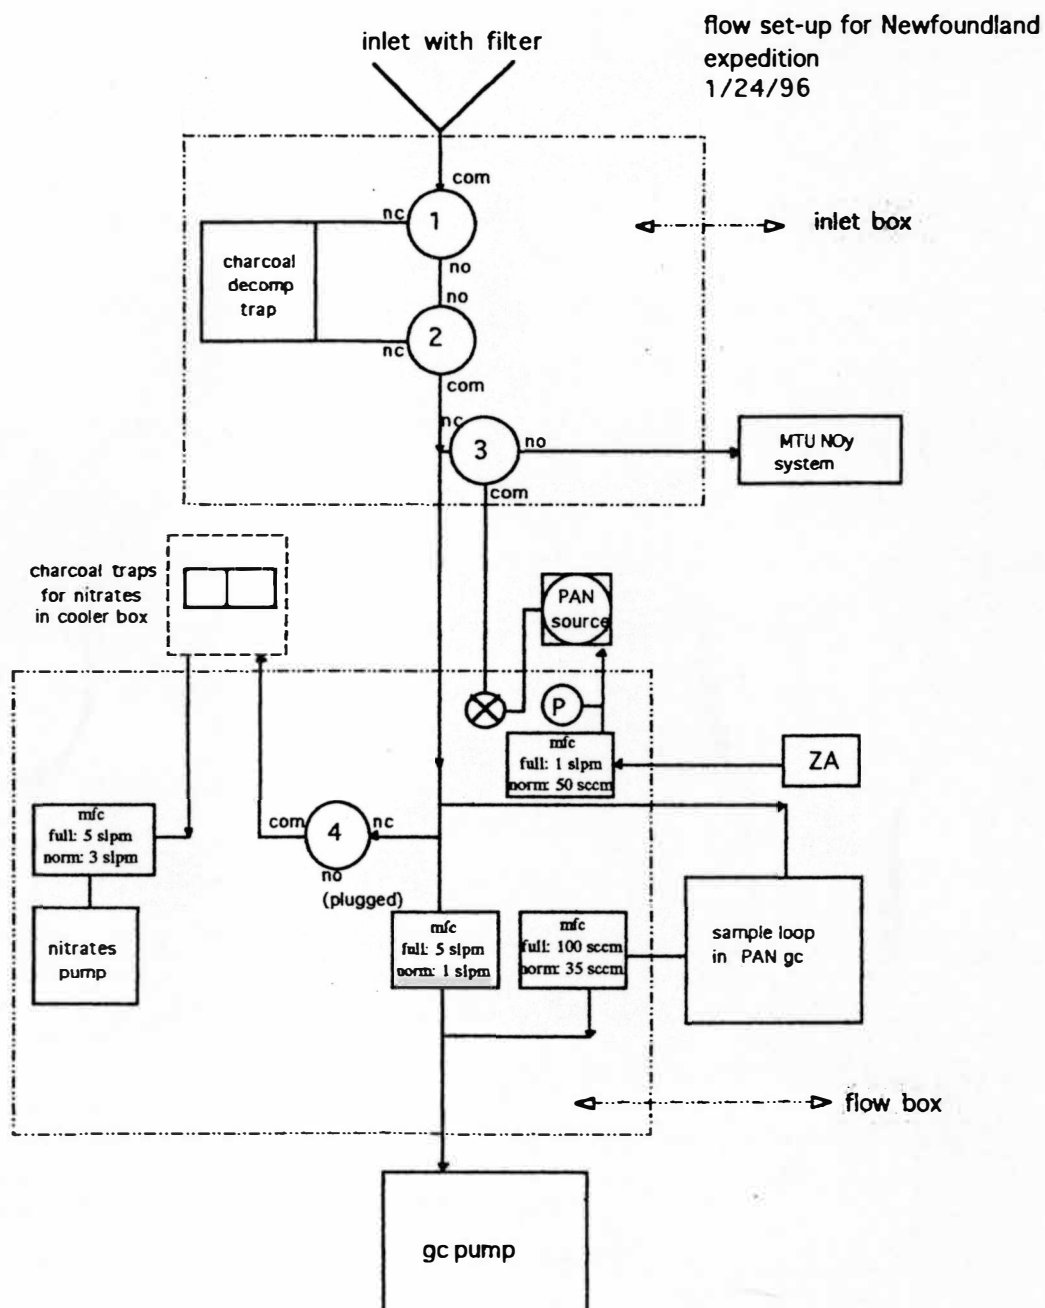 flow set-up for Newfoundland
expedition
1/24/96
inlet with filter
com
nc
1
no
no
2
nc
com
charcoal
decomp
trap
inlet box
nc
3
no
com
MTU NOy
system
charcoal traps
for nitrates
in cooler box
PAN
source
P
mfc
full: 1 slpm
norm: 50 sccm
ZA
mfc
full: 5 slpm
norm: 3 slpm
com
4
nc
no
(plugged)
nitrates
pump
mfc
full: 5 slpm
norm: 1 slpm
mfc
full: 100 sccm
norm: 35 sccm
sample loop
in PAN gc
flow box
gc pump